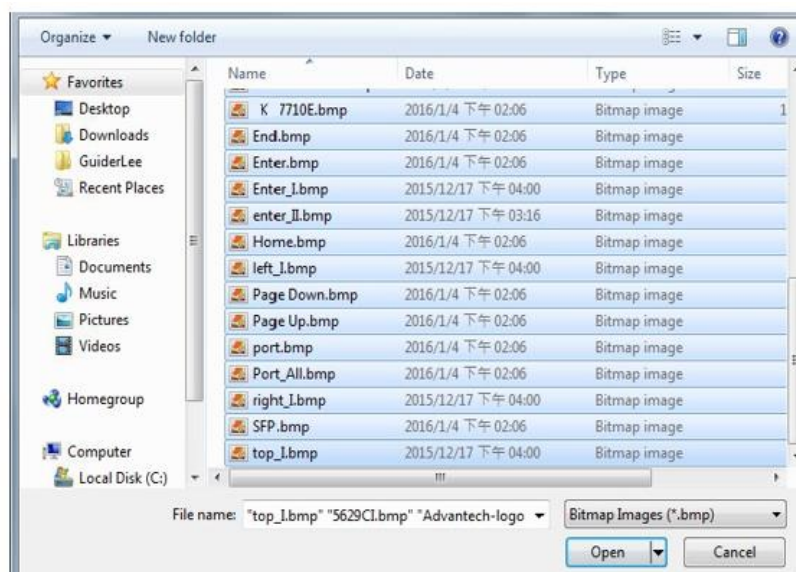 Organize New folder
Name Date Type Size
Favorites
Desktop
Downloads
GuiderLee
Recent Places
Libraries
Documents
Music
Pictures
Videos
Homegroup
Computer
Local Disk (C:)
K 7710E.bmp 2016/1/4 下午 02:06 Bitmap image 1
End.bmp 2016/1/4 下午 02:06 Bitmap image
Enter.bmp 2016/1/4 下午 02:06 Bitmap image
Enter_I.bmp 2015/12/17 下午 04:00 Bitmap image
enter_II.bmp 2015/12/17 下午 03:16 Bitmap image
Home.bmp 2016/1/4 下午 02:06 Bitmap image
left_I.bmp 2015/12/17 下午 04:00 Bitmap image
Page Down.bmp 2016/1/4 下午 02:06 Bitmap image
Page Up.bmp 2016/1/4 下午 02:06 Bitmap image
port.bmp 2016/1/4 下午 02:06 Bitmap image
Port_All.bmp 2016/1/4 下午 02:06 Bitmap image
right_I.bmp 2015/12/17 下午 04:00 Bitmap image
SFP.bmp 2016/1/4 下午 02:06 Bitmap image
top_I.bmp 2015/12/17 下午 04:00 Bitmap image
File name: "top_I.bmp" "5629CI.bmp" "Advantech-logo Bitmap Images (*.bmp)
Open Cancel